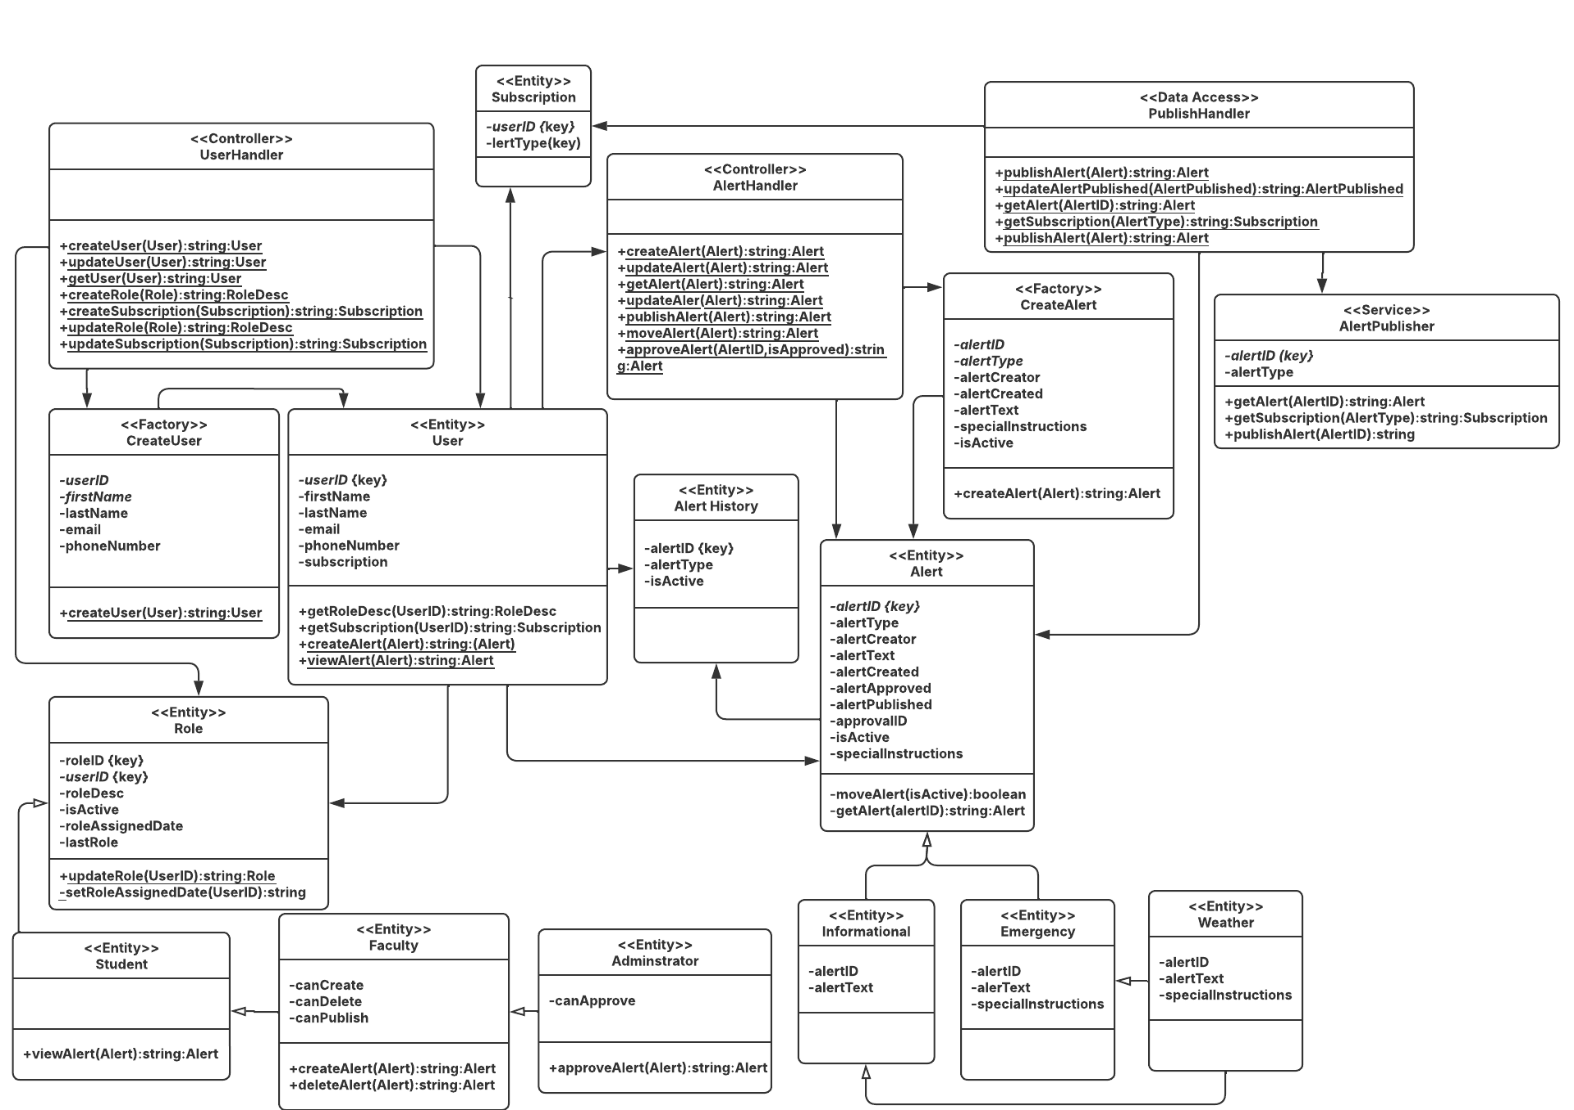 <<Entity>>
Subscription
-userID {key}
-lertType(key)
<<Data Access>>
PublishHandler
+publishAlert(Alert):string:Alert
+updateAlertPublished(AlertPublished):string:AlertPublished
+getAlert(AlertID):string:Alert
+getSubscription(AlertType):string:Subscription
+publishAlert(Alert):string:Alert
<<Controller>>
UserHandler
+createUser(User):string:User
+updateUser(User):string:User
+getUser(User):string:User
+createRole(Role):string:RoleDesc
+createSubscription(Subscription):string:Subscription
+updateRole(Role):string:RoleDesc
+updateSubscription(Subscription):string:Subscription
<<Controller>>
AlertHandler
+createAlert(Alert):string:Alert
+updateAlert(Alert):string:Alert
+getAlert(Alert):string:Alert
+updateAler(Alert):string:Alert
+publishAlert(Alert):string:Alert
+moveAlert(Alert):string:Alert
+approveAlert(AlertID,isApproved):strin
g:Alert
<<Factory>>
CreateAlert
-alertID
-alertType
-alertCreator
-alertCreated
-alertText
-specialInstructions
-isActive
+createAlert(Alert):string:Alert
<<Service>>
AlertPublisher
-alertID (key)
-alertType
+getAlert(AlertID):string:Alert
+getSubscription(AlertType):string:Subscription
+publishAlert(AlertID):string
<<Factory>>
CreateUser
-userID
-firstName
-lastName
-email
-phoneNumber
+createUser(User):string:User
<<Entity>>
User
-userID {key}
-firstName
-lastName
-email
-phoneNumber
-subscription
+getRoleDesc(UserID):string:RoleDesc
+getSubscription(UserID):string:Subscription
+createAlert(Alert):string:(Alert)
+viewAlert(Alert):string:Alert
<<Entity>>
Alert History
-alertID {key}
-alertType
-isActive
<<Entity>>
Alert
-alertID {key}
-alertType
-alertCreator
-alertText
-alertCreated
-alertApproved
-alertPublished
-approvalID
-isActive
-specialInstructions
-moveAlert(isActive):boolean
-getAlert(alertID):string:Alert
<<Entity>>
Role
-roleID {key}
-userID {key}
-roleDesc
-isActive
-roleAssignedDate
-lastRole
+updateRole(UserID):string:Role
-setRoleAssignedDate(UserID):string
<<Entity>>
Student
+viewAlert(Alert):string:Alert
<<Entity>>
Faculty
-canCreate
-canDelete
-canPublish
+createAlert(Alert):string:Alert
+deleteAlert(Alert):string:Alert
<<Entity>>
Adminstrator
-canApprove
+approveAlert(Alert):string:Alert
<<Entity>>
Informational
-alertID
-alertText
<<Entity>>
Emergency
-alertID
-alerText
-specialInstructions
<<Entity>>
Weather
-alertID
-alertText
-specialInstructions